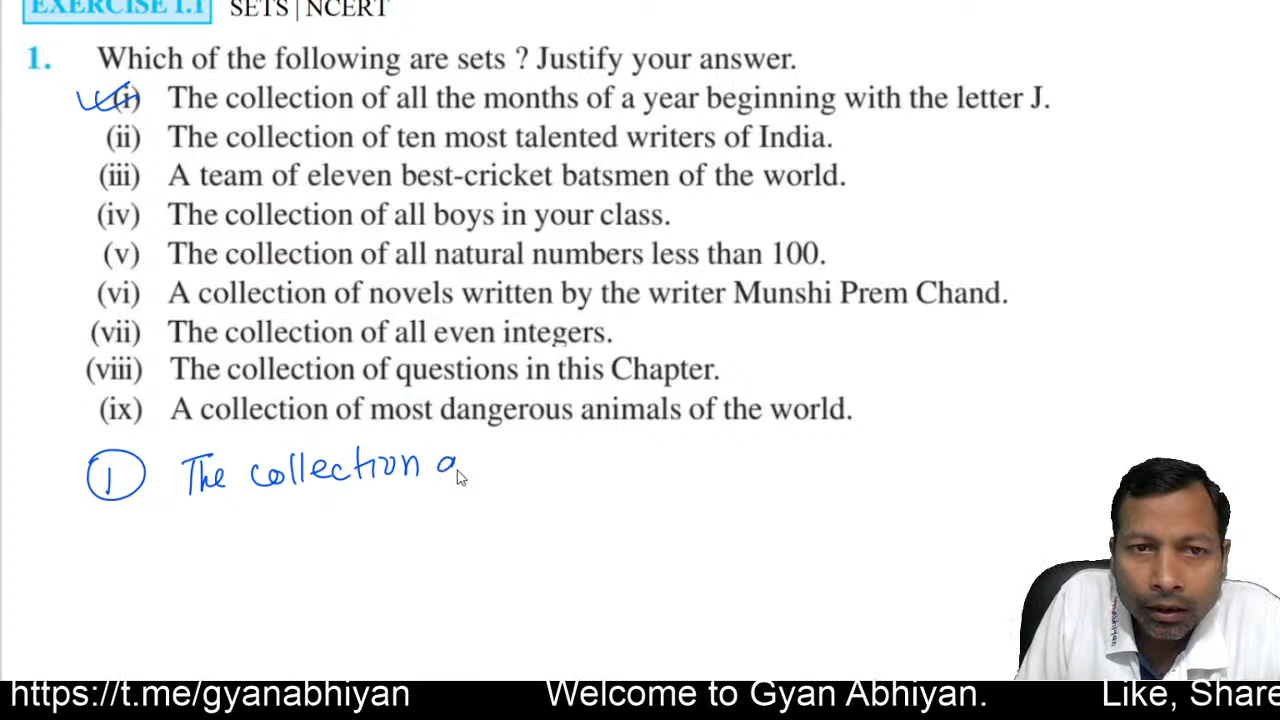 EXERCISE 1.1 SETS | NCERT
1. Which of the following are sets ? Justify your answer.
(i) The collection of all the months of a year beginning with the letter J.
(ii) The collection of ten most talented writers of India.
(iii) A team of eleven best-cricket batsmen of the world.
(iv) The collection of all boys in your class.
(v) The collection of all natural numbers less than 100.
(vi) A collection of novels written by the writer Munshi Prem Chand.
(vii) The collection of all even integers.
(viii) The collection of questions in this Chapter.
(ix) A collection of most dangerous animals of the world.
1 The collection o
https://t.me/gyanabhiyan Welcome to Gyan Abhiyan. Like, Share